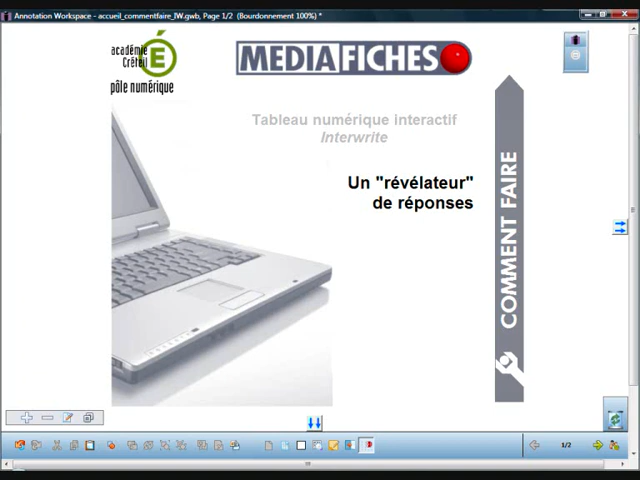 Annotation Workspace - accueil_commentfaire_IW.gwb, Page 1/2 (Bourdonnement 100%) *
académie
Créteil
É
pôle numérique
MEDIAFICHES
Tableau numérique interactif
Interwrite
Un "révélateur"
de réponses
COMMENT FAIRE
1/2